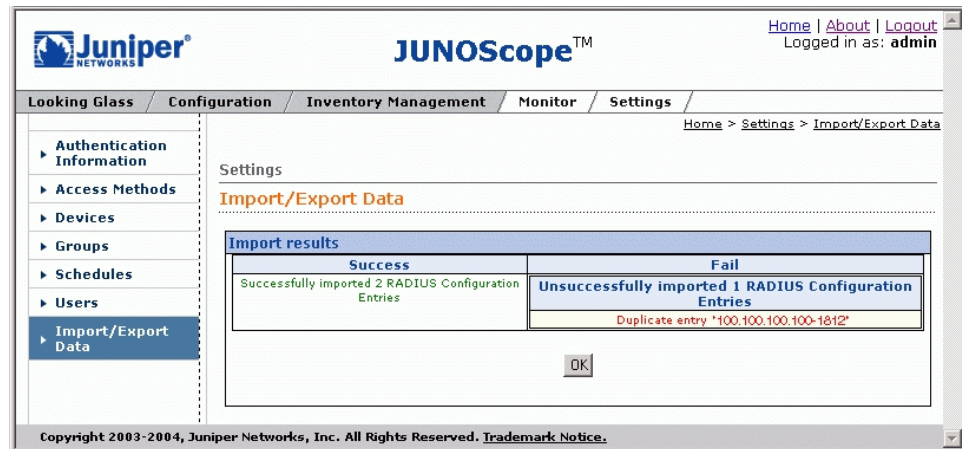 Juniper®
NETWORKS
JUNOScope™
Home | About | Logout
Logged in as: admin
Looking Glass / Configuration / Inventory Management / Monitor / Settings /
Home > Settings > Import/Export Data
Authentication
Information
Access Methods
Devices
Groups
Schedules
Users
Import/Export
Data
Settings
Import/Export Data
Import results
Success
Fail
Successfully imported 2 RADIUS Configuration
Entries
Unsuccessfully imported 1 RADIUS Configuration
Entries
Duplicate entry '100.100.100.100-1812'
OK
Copyright 2003-2004, Juniper Networks, Inc. All Rights Reserved. Trademark Notice.